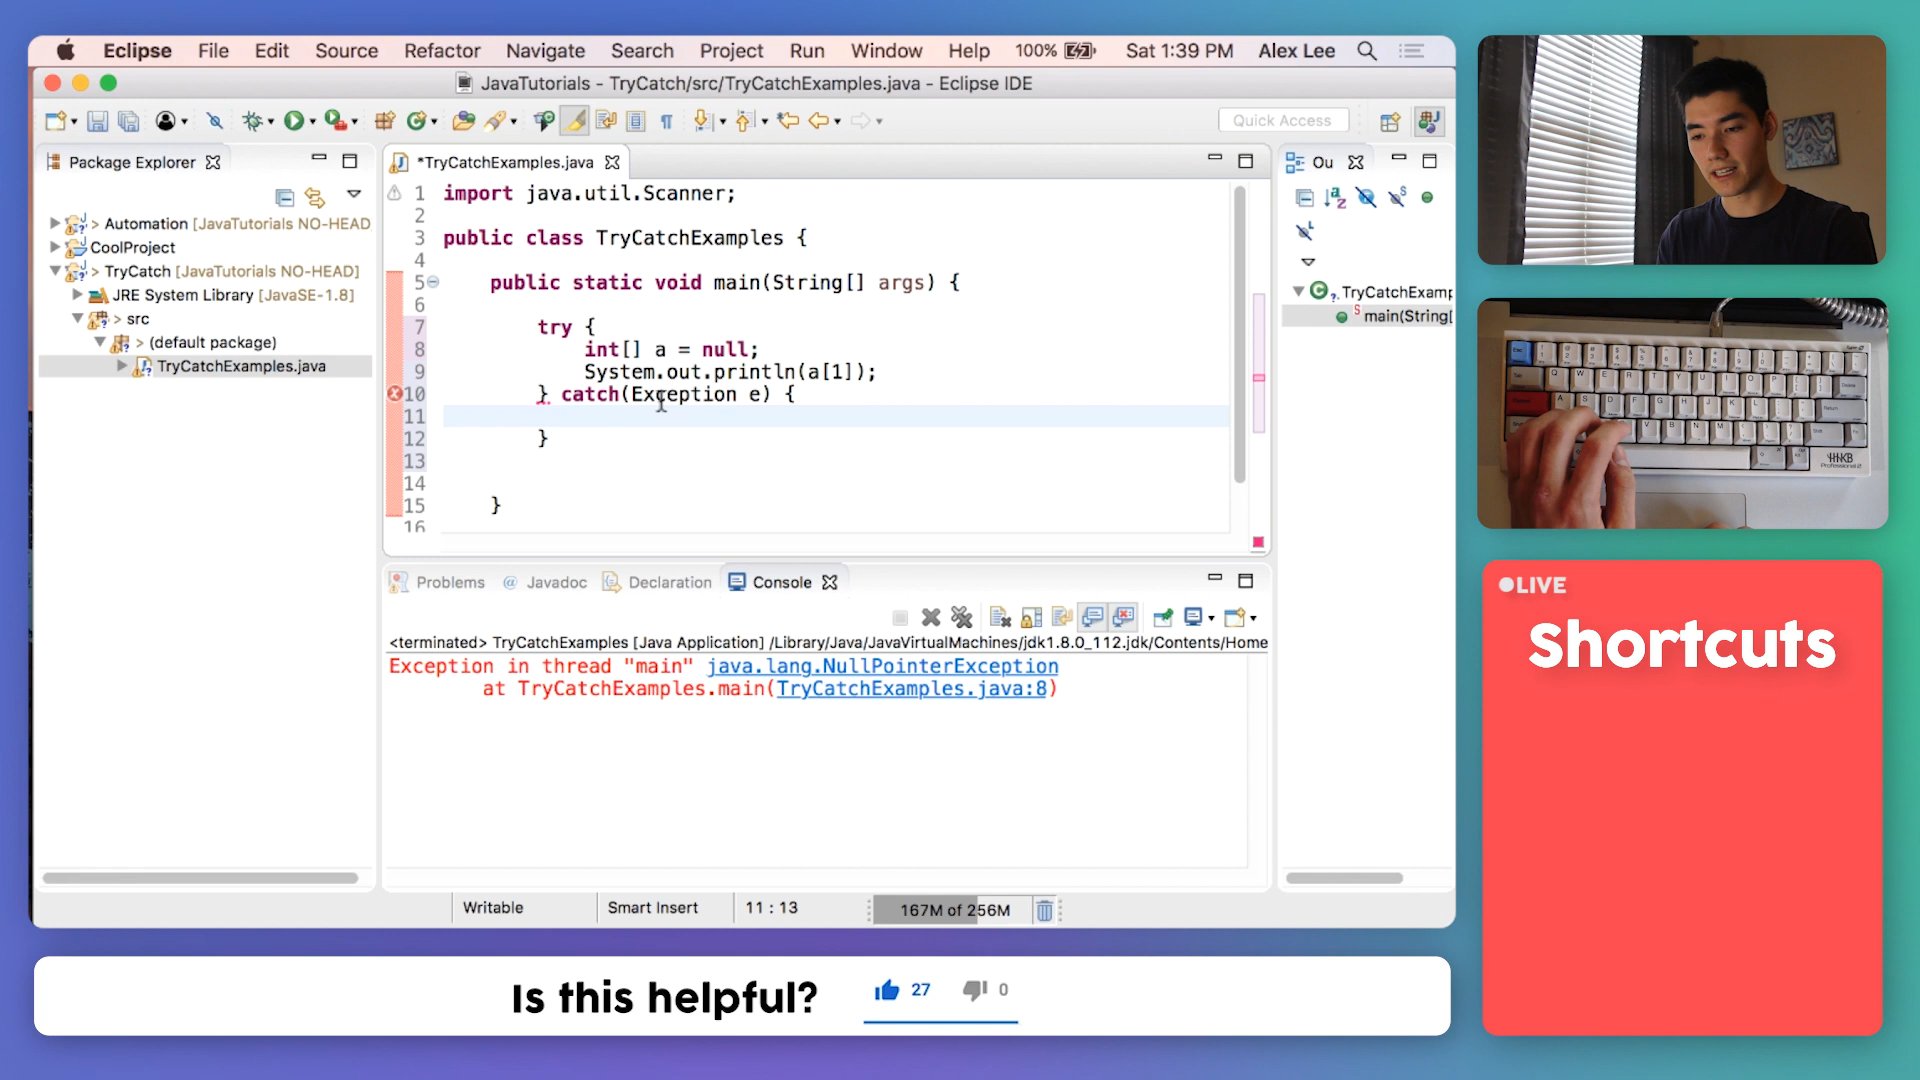 Eclipse File Edit Source Refactor Navigate Search Project Run Window Help 100% Sat 1:39 PM Alex Lee
JavaTutorials - TryCatch/src/TryCatchExamples.java - Eclipse IDE
Quick Access
Package Explorer
> Automation [JavaTutorials NO-HEAD
CoolProject
> TryCatch [JavaTutorials NO-HEAD]
JRE System Library [JavaSE-1.8]
> src
> (default package)
TryCatchExamples.java
*TryCatchExamples.java
1 import java.util.Scanner;
2
3 public class TryCatchExamples {
4
5 public static void main(String[] args) {
6
7 try {
8 int[] a = null;
9 System.out.println(a[1]);
10 } catch(Exception e) {
11
12 }
13
14
15 }
16
Ou
TryCatchExamp
main(String[
Problems @ Javadoc Declaration Console
<terminated> TryCatchExamples [Java Application] /Library/Java/JavaVirtualMachines/jdk1.8.0_112.jdk/Contents/Home
Exception in thread "main" java.lang.NullPointerException
at TryCatchExamples.main(TryCatchExamples.java:8)
Writable Smart Insert 11 : 13 167M of 256M
Is this helpful? 27 0
LIVE
Shortcuts
HHKB
Professional2